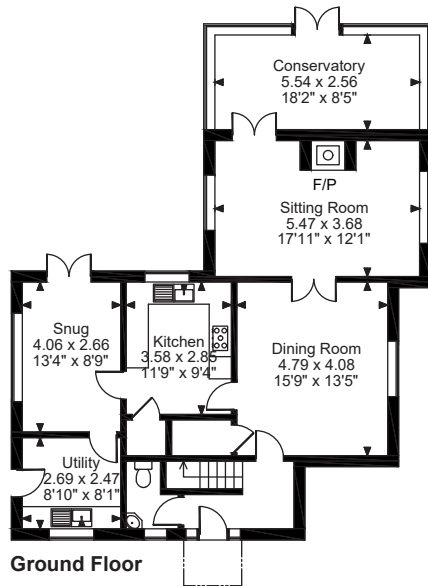 Conservatory
5.54 x 2.56
18'2" x 8'5"
F/P
Sitting Room
5.47 x 3.68
17'11" x 12'1"
Snug
4.06 x 2.66
13'4" x 8'9"
Kitchen
3.58 x 2.85
11'9" x 9'4"
Dining Room
4.79 x 4.08
15'9" x 13'5"
Utility
2.69 x 2.47
8'10" x 8'1"
Ground Floor